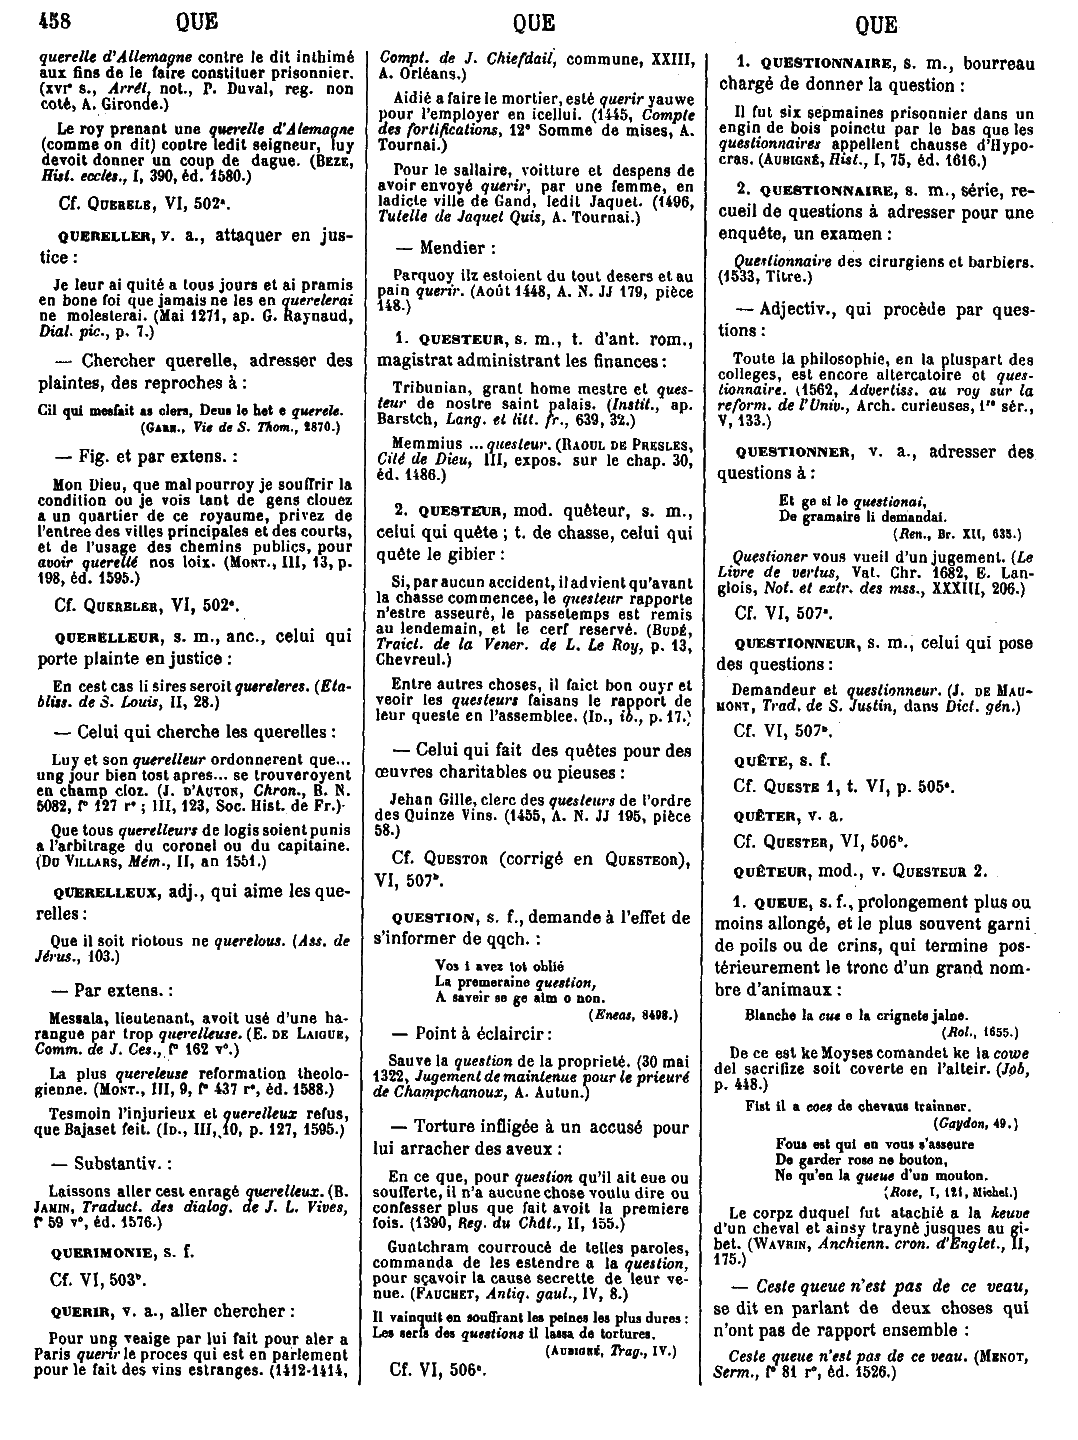 458 QUE QUE QUE
querelle d'Allemagne contre le dit inthimé
aux fins de le faire constituer prisonnier.
(XVIᵉ s., Arrêt, not., P. Duval, reg. non
coté, A. Gironde.)
Le roy prenant une querelle d'Alemagne
(comme on dit) contre ledit seigneur, luy
devoit donner un coup de dague. (BEZE,
Hist. eccles., I, 390, éd. 1580.)
Cf. QUERELE, VI, 502ᵃ.
QUERELLER, v. a., attaquer en jus-
tice :
Je leur ai quité a tous jours et ai pramis
en bone foi que jamais ne les en querelerai
ne molesterai. (Mai 1271, ap. G. Raynaud,
Dial. pic., p. 7.)
— Chercher querelle, adresser des
plaintes, des reproches à :
Cil qui mesfait as clers, Deus le het e querele.
(GARN., Vie de S. Thom., 2870.)
— Fig. et par extens. :
Mon Dieu, que mal pourroy je souffrir la
condition ou je vois tant de gens clouez
a un quartier de ce royaume, privez de
l'entree des villes principales et des courts,
et de l'usage des chemins publics, pour
avoir querellé nos loix. (MONT., III, 13, p.
198, éd. 1595.)
Cf. QUERELER, VI, 502ᵃ.
QUERELLEUR, s. m., anc., celui qui
porte plainte en justice :
En cest cas li sires seroit quereleres. (Eta-
bliss. de S. Louis, II, 28.)
— Celui qui cherche les querelles :
Luy et son querelleur ordonnerent que...
ung jour bien tost apres... se trouveroyent
en champ cloz. (J. D'AUTON, Chron., B. N.
5082, fº 127 rº ; III, 123, Soc. Hist. de Fr.)
Que tous querelleurs de logis soient punis
a l'arbitrage du coronel ou du capitaine.
(DU VILLARS, Mém., II, an 1551.)
QUERELLEUX, adj., qui aime les que-
relles :
Que il soit riotous ne querelous. (Ass. de
Jérus., 103.)
— Par extens. :
Messala, lieutenant, avoit usé d'une ha-
rangue par trop querelleuse. (E. DE LAIGUE,
Comm. de J. Ces., fº 162 vº.)
La plus quereleuse reformation theolo-
gienne. (MONT., III, 9, fº 437 rº, éd. 1588.)
Tesmoin l'injurieux et querelleux refus,
que Bajaset feit. (ID., III, 10, p. 127, 1595.)
— Substantiv. :
Laissons aller cest enragé querelleux. (B.
JAMIN, Traduct. des dialog. de J. L. Vives,
fº 59 vº, éd. 1576.)
QUERIMONIE, s. f.
Cf. VI, 503ᵇ.
QUERIR, v. a., aller chercher :
Pour ung veaige par lui fait pour aler a
Paris querir le proces qui est en parlement
pour le fait des vins estranges. (1412-1414,
Compt. de J. Chiefdail, commune, XXIII,
A. Orléans.)
Aidié a faire le mortier, esté querir yauwe
pour l'employer en icellui. (1445, Compte
des fortifications, 12ᵉ Somme de mises, A.
Tournai.)
Pour le sallaire, voitture et despens de
avoir envoyé querir, par une femme, en
ladicte ville de Gand, ledit Jaquet. (1496,
Tutelle de Jaquet Quis, A. Tournai.)
— Mendier :
Parquoy ilz estoient du tout desers et au
pain querir. (Août 1448, A. N. JJ 179, pièce
148.)
1. QUESTEUR, s. m., t. d'ant. rom.,
magistrat administrant les finances :
Tribunian, grant home mestre et ques-
teur de nostre saint palais. (Instit., ap.
Barstch, Lang. et litt. fr., 639, 32.)
Memmius ... questeur. (RAOUL DE PRESLES,
Cité de Dieu, III, expos. sur le chap. 30,
éd. 1486.)
2. QUESTEUR, mod. quêteur, s. m.,
celui qui quête ; t. de chasse, celui qui
quête le gibier :
Si, par aucun accident, il advient qu'avant
la chasse commencee, le questeur rapporte
n'estre asseuré, le passetemps est remis
au lendemain, et le cerf reservé. (BUDÉ,
Traict. de la Vener. de L. Le Roy, p. 13,
Chevreul.)
Entre autres choses, il faict bon ouyr et
veoir les questeurs faisans le rapport de
leur queste en l'assemblee. (ID., ib., p. 17.)
— Celui qui fait des quêtes pour des
œuvres charitables ou pieuses :
Jehan Gille, clerc des questeurs de l'ordre
des Quinze Vins. (1455, A. N. JJ 195, pièce
58.)
Cf. QUESTOR (corrigé en QUESTEOR),
VI, 507ᵇ.
QUESTION, s. f., demande à l'effet de
s'informer de qqch. :
Vos i avez tot oblié
La premeraine question,
A saveir se ge aim o non.
(Eneas, 8498.)
— Point à éclaircir :
Sauve la question de la propriété. (30 mai
1322, Jugement de maintenue pour le prieuré
de Champchanoux, A. Autun.)
— Torture infligée à un accusé pour
lui arracher des aveux :
En ce que, pour question qu'il ait eue ou
soufferte, il n'a aucune chose voulu dire ou
confesser plus que fait avoit la premiere
fois. (1390, Reg. du Chât., II, 155.)
Guntchram courroucé de telles paroles,
commanda de les estendre a la question,
pour sçavoir la cause secrette de leur ve-
nue. (FAUCHET, Antiq. gaul., IV, 8.)
Il vainquit en souffrant les peines les plus dures :
Les serfs des questions il lassa de tortures.
(AUBIGNÉ, Trag., IV.)
Cf. VI, 506ᵃ.
1. QUESTIONNAIRE, s. m., bourreau
chargé de donner la question :
Il fut six sepmaines prisonnier dans un
engin de bois poinctu par le bas que les
questionnaires appellent chausse d'Hypo-
cras. (AUBIGNÉ, Hist., I, 75, éd. 1616.)
2. QUESTIONNAIRE, s. m., série, re-
cueil de questions à adresser pour une
enquête, un examen :
Questionnaire des cirurgiens et barbiers.
(1533, Titre.)
— Adjectiv., qui procède par ques-
tions :
Toute la philosophie, en la pluspart des
colleges, est encore altercatoire et ques-
tionnaire. (1562, Advertiss. au roy sur la
reform. de l'Univ., Arch. curieuses, 1ʳᵉ sér.,
V, 133.)
QUESTIONNER, v. a., adresser des
questions à :
Et ge si le questionai,
De gramaire li demandai.
(Ren., Br. XII, 635.)
Questioner vous vueil d'un jugement. (Le
Livre de vertus, Vat. Chr. 1682, E. Lan-
glois, Not. et extr. des mss., XXXIII, 206.)
Cf. VI, 507ᵃ.
QUESTIONNEUR, s. m., celui qui pose
des questions :
Demandeur et questionneur. (J. DE MAU-
MONT, Trad. de S. Justin, dans Dict. gén.)
Cf. VI, 507ᵇ.
QUÊTE, s. f.
Cf. QUESTE 1, t. VI, p. 505ᵃ.
QUÊTER, v. a.
Cf. QUESTER, VI, 506ᵇ.
QUÊTEUR, mod., v. QUESTEUR 2.
1. QUEUE, s. f., prolongement plus ou
moins allongé, et le plus souvent garni
de poils ou de crins, qui termine pos-
térieurement le tronc d'un grand nom-
bre d'animaux :
Blanche la cue e la crignete jalne.
(Rol., 1655.)
De ce est ke Moyses comandet ke la cowe
del sacrifize soit coverte en l'alteir. (Job,
p. 448.)
Fist il a coes de chevaus trainner.
(Gaydon, 49.)
Fous est qui en vous s'asseure
De garder rose ne bouton,
Ne qu'en la queue d'un mouton.
(Rose, I, 121, Michel.)
Le corpz duquel fut atachié a la keuve
d'un cheval et ainsy trayné jusques au gi-
bet. (WAVRIN, Anchienn. cron. d'Englet., II,
175.)
— Ceste queue n'est pas de ce veau,
se dit en parlant de deux choses qui
n'ont pas de rapport ensemble :
Ceste queue n'est pas de ce veau. (MENOT,
Serm., fº 81 rº, éd. 1526.)